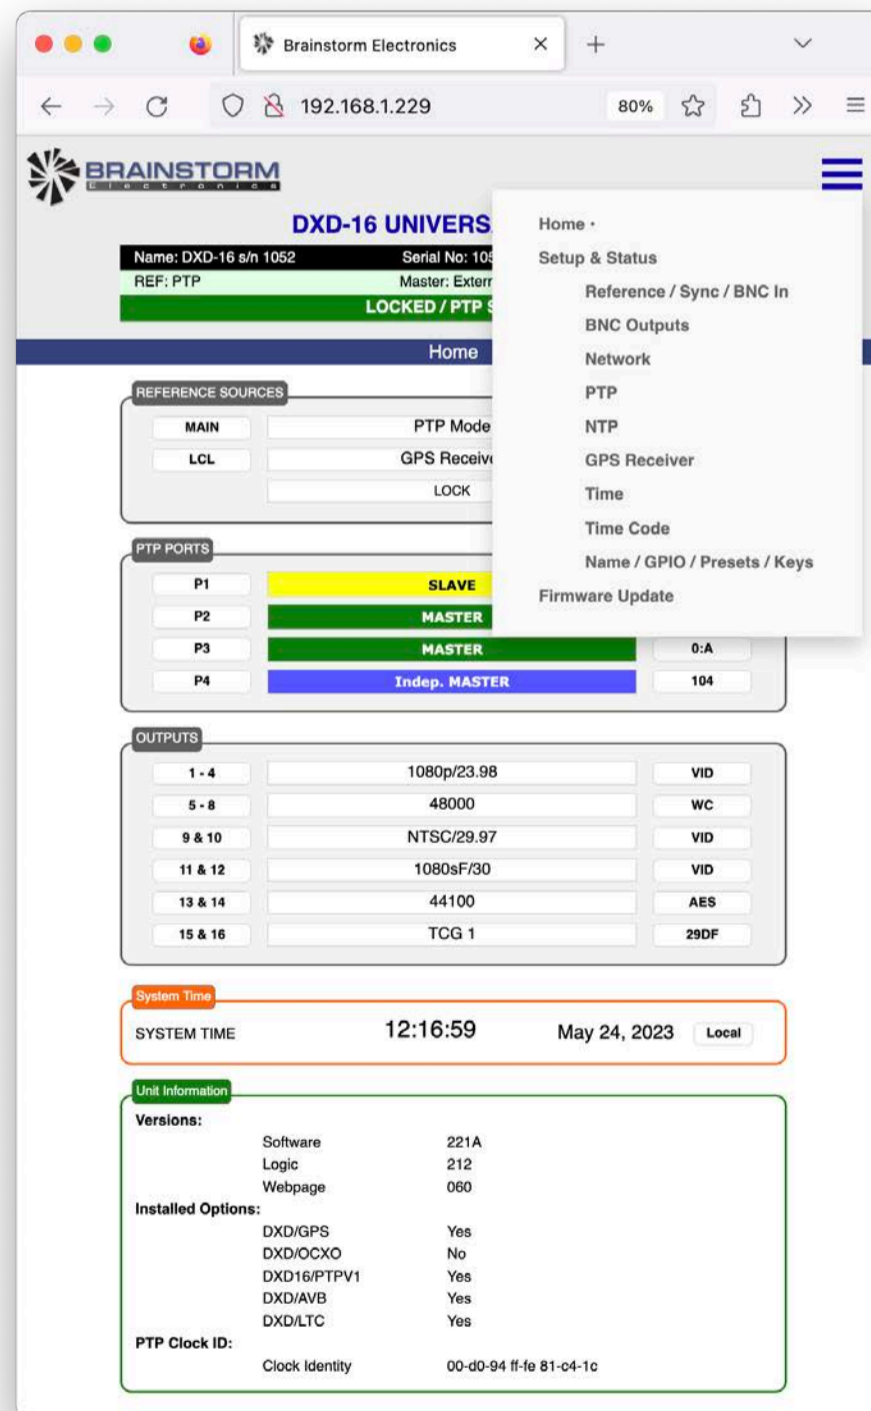 Brainstorm Electronics
192.168.1.229 80%
BRAINSTORM
Electronics
DXD-16 UNIVERS
Name: DXD-16 s/n 1052 Serial No: 105
REF: PTP Master: Extern
LOCKED / PTP S
Home
Home ·
Setup & Status
Reference / Sync / BNC In
BNC Outputs
Network
PTP
NTP
GPS Receiver
Time
Time Code
Name / GPIO / Presets / Keys
Firmware Update
REFERENCE SOURCES
MAIN PTP Mode
LCL GPS Receive
LOCK
PTP PORTS
P1 SLAVE
P2 MASTER
P3 MASTER 0:A
P4 Indep. MASTER 104
OUTPUTS
1 - 4 1080p/23.98 VID
5 - 8 48000 WC
9 & 10 NTSC/29.97 VID
11 & 12 1080sF/30 VID
13 & 14 44100 AES
15 & 16 TCG 1 29DF
System Time
SYSTEM TIME 12:16:59 May 24, 2023 Local
Unit Information
Versions:
Software 221A
Logic 212
Webpage 060
Installed Options:
DXD/GPS Yes
DXD/OCXO No
DXD16/PTPV1 Yes
DXD/AVB Yes
DXD/LTC Yes
PTP Clock ID:
Clock Identity 00-d0-94 ff-fe 81-c4-1c